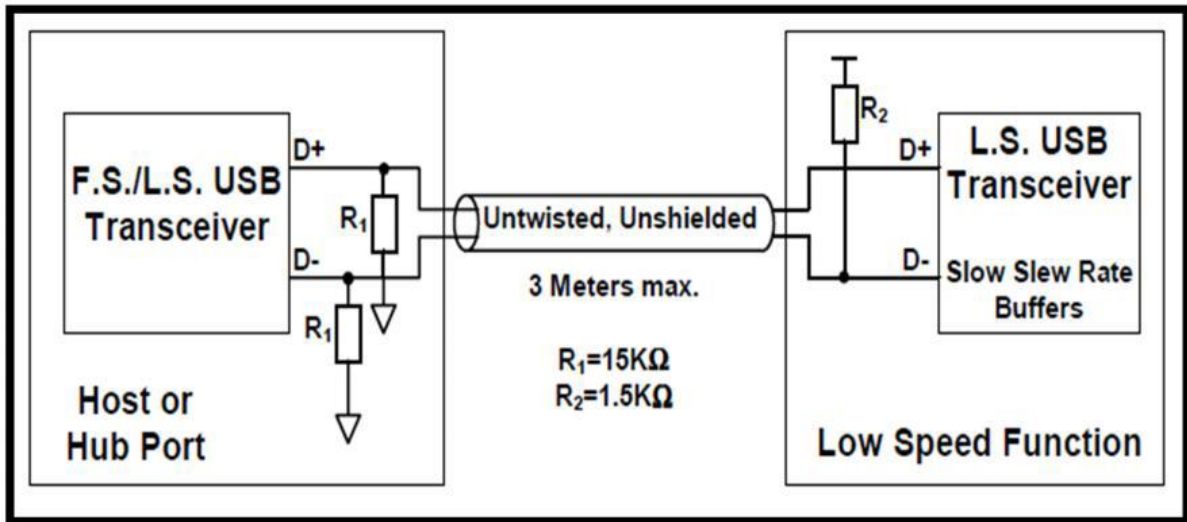 F.S./L.S. USB
Transceiver
D+
D-
R₁
R₁
Host or
Hub Port
Untwisted, Unshielded
3 Meters max.
R₁=15KΩ
R₂=1.5KΩ
R₂
D+
D-
L.S. USB
Transceiver
Slow Slew Rate
Buffers
Low Speed Function